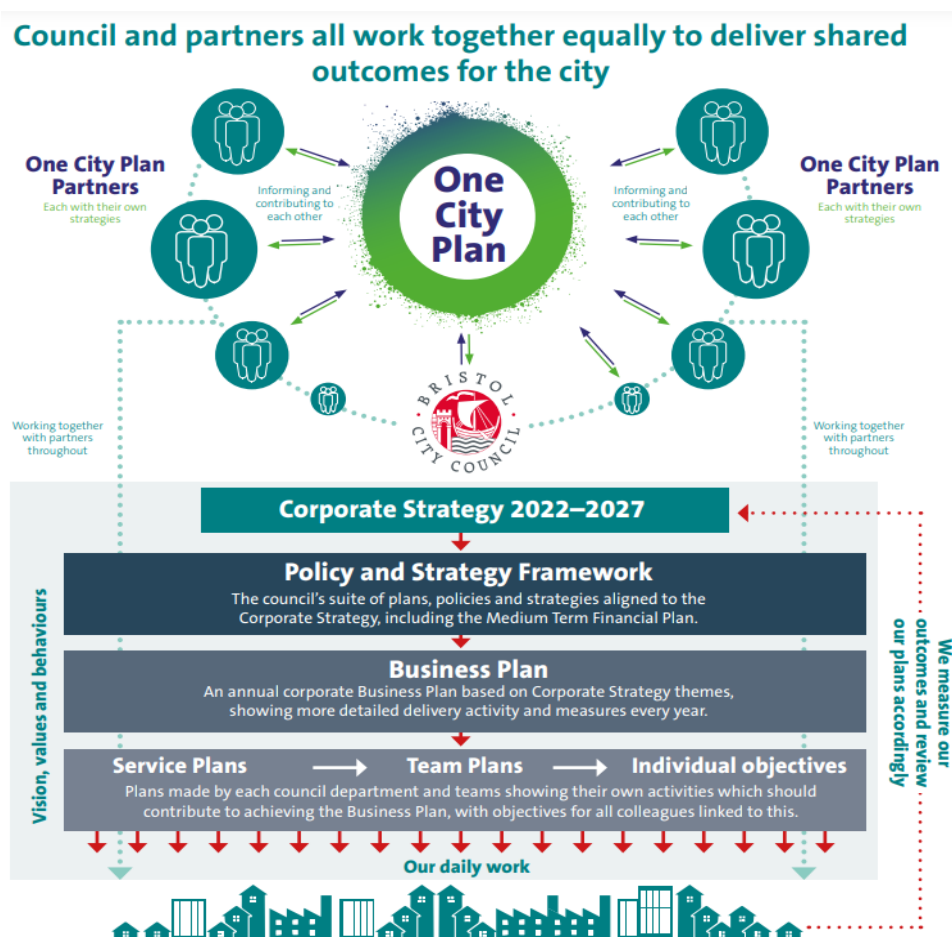 Council and partners all work together equally to deliver shared
outcomes for the city
One City Plan
Partners
Each with their own
strategies
Informing and
contributing to
each other
One
City
Plan
Informing and
contributing to
each other
One City Plan
Partners
Each with their own
strategies
BRISTOL
CITY COUNCIL
Working together
with partners
throughout
Working together
with partners
throughout
Corporate Strategy 2022–2027
Policy and Strategy Framework
The council's suite of plans, policies and strategies aligned to the
Corporate Strategy, including the Medium Term Financial Plan.
Business Plan
An annual corporate Business Plan based on Corporate Strategy themes,
showing more detailed delivery activity and measures every year.
Service Plans
Team Plans
Individual objectives
Plans made by each council department and teams showing their own activities which should
contribute to achieving the Business Plan, with objectives for all colleagues linked to this.
Our daily work
Vision, values and behaviours
We measure our
outcomes and review
our plans accordingly